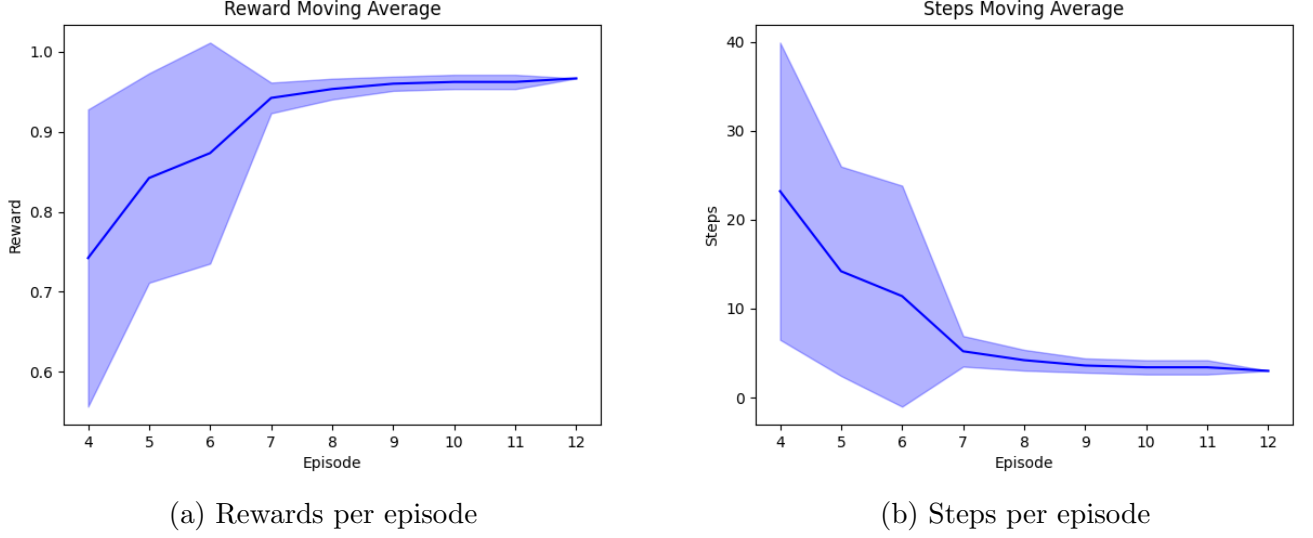 Reward Moving Average
1.0
0.9
0.8
0.7
0.6
Reward
4 5 6 7 8 9 10 11 12
Episode
(a) Rewards per episode
Steps Moving Average
40
30
20
10
0
Steps
4 5 6 7 8 9 10 11 12
Episode
(b) Steps per episode